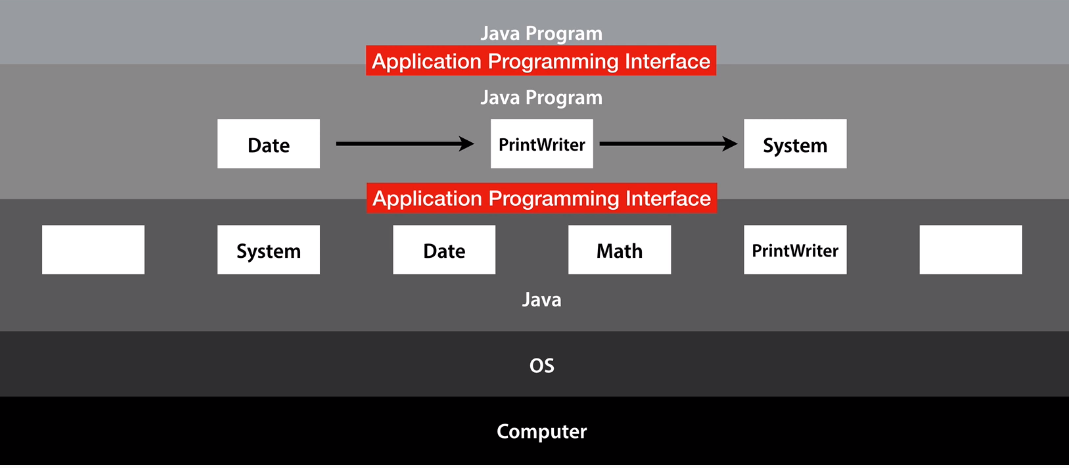 Java Program
Application Programming Interface
Java Program
Date
PrintWriter
System
Application Programming Interface
System
Date
Math
PrintWriter
Java
OS
Computer